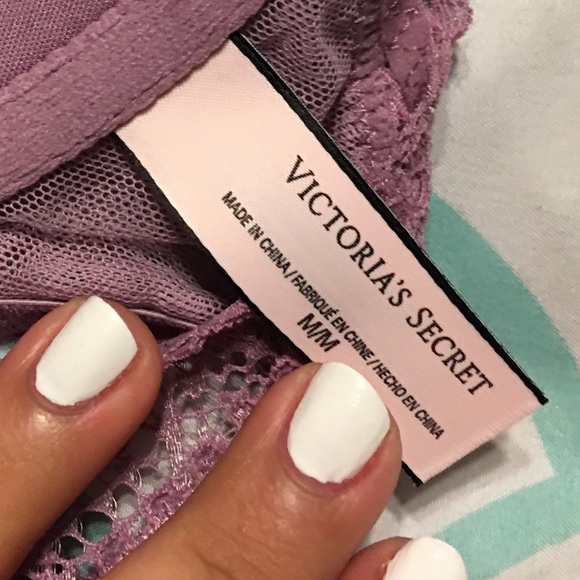 VICTORIA'S SECRET
MADE IN CHINA / FABRIQUÉ EN CHINE / HECHO EN CHINA
M/M